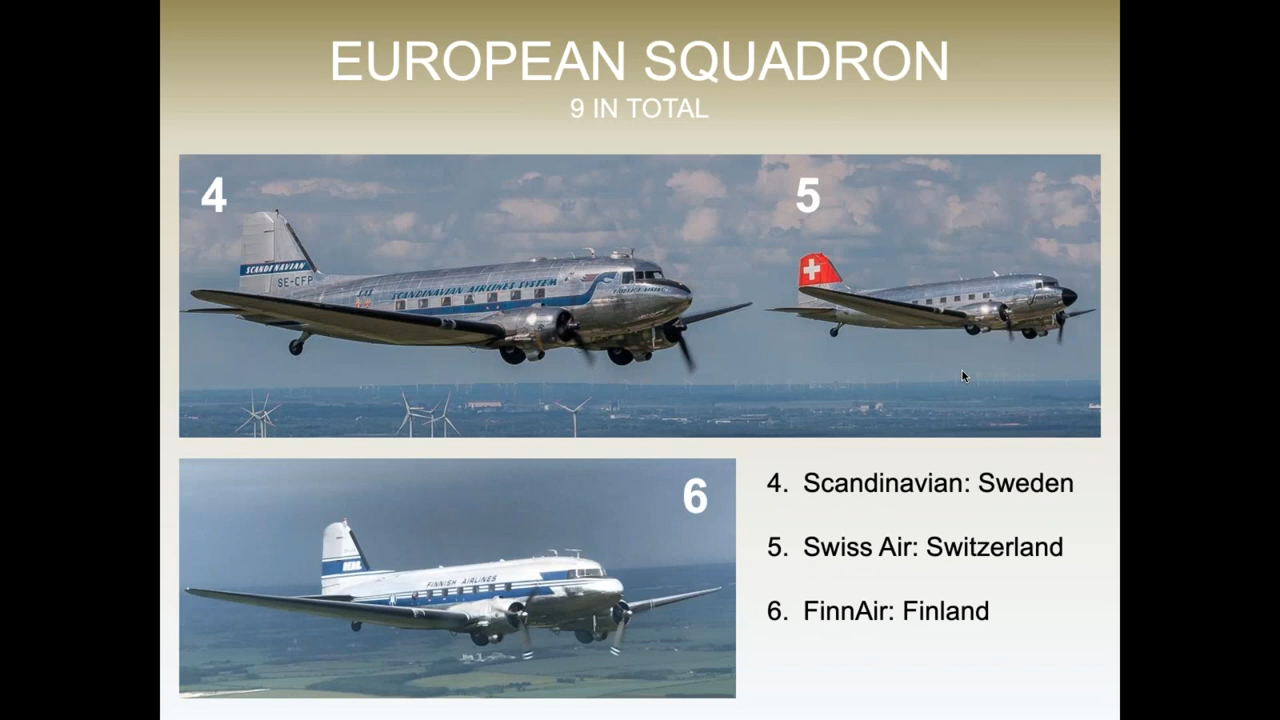 EUROPEAN SQUADRON
9 IN TOTAL
4
5
SCANDINAVIAN
SE-CFP
SAS
SCANDINAVIAN AIRLINES SYSTEM
6
FINNISH AIRLINES
4. Scandinavian: Sweden
5. Swiss Air: Switzerland
6. FinnAir: Finland